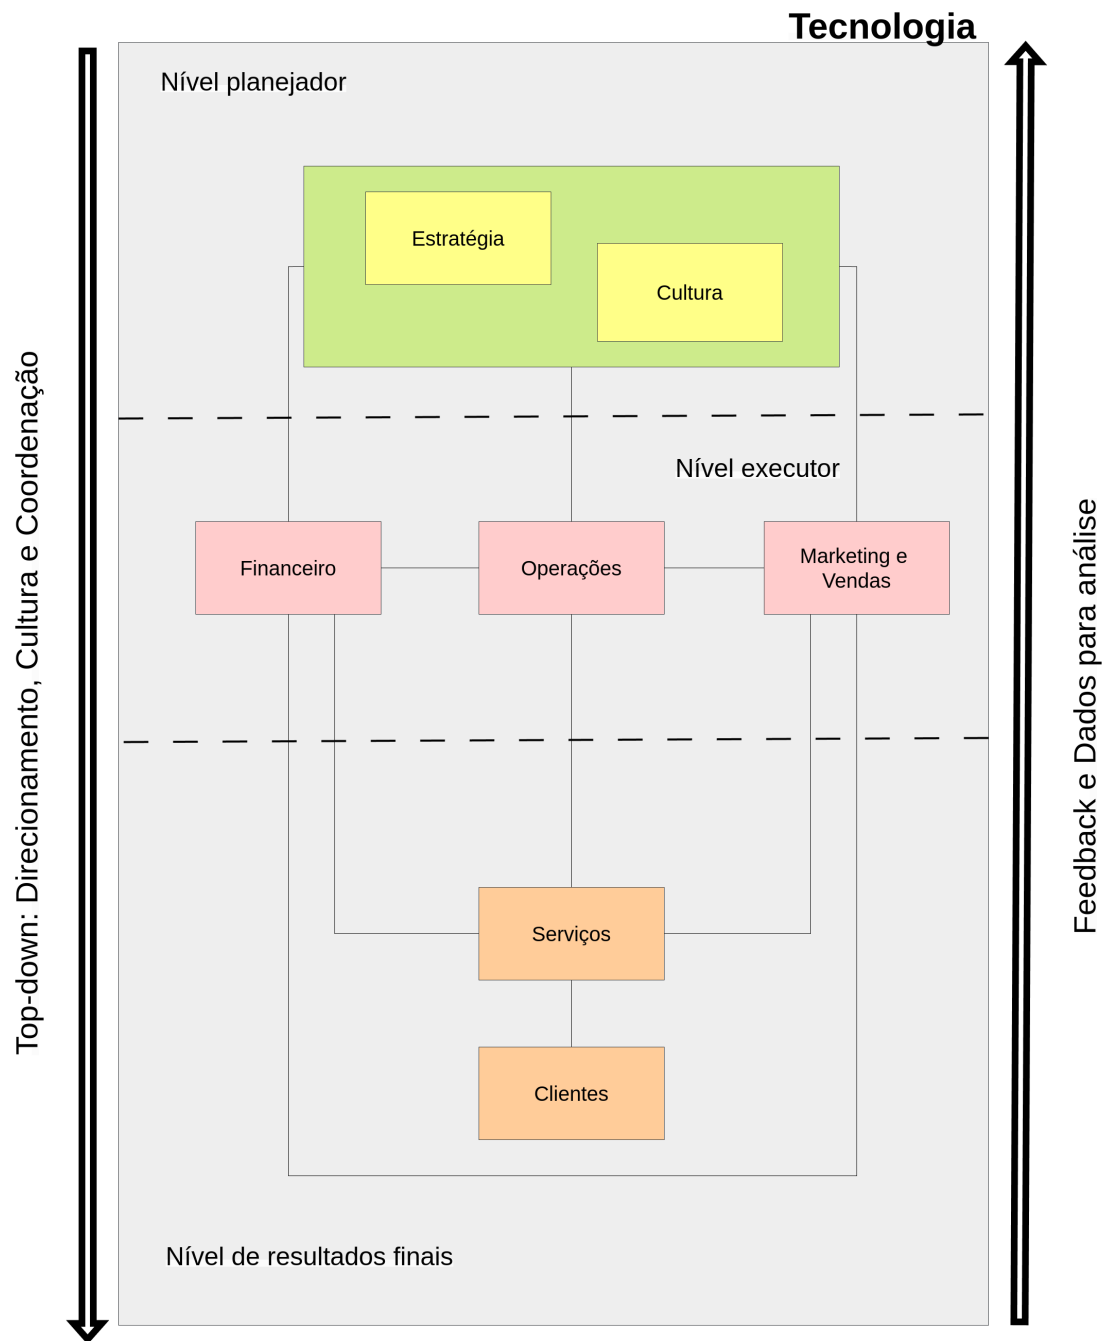 Tecnologia
Nível planejador
Estratégia
Cultura
Nível executor
Financeiro
Operações
Marketing e
Vendas
Serviços
Clientes
Nível de resultados finais
Top-down: Direcionamento, Cultura e Coordenação
Feedback e Dados para análise